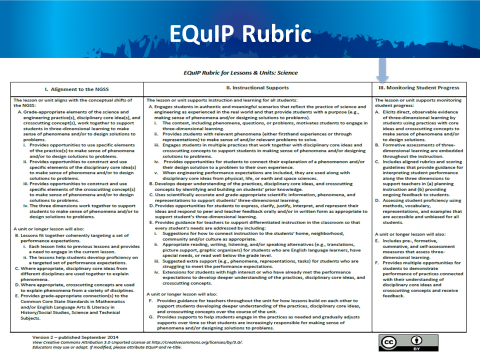 EQuIP Rubric
EQuIP Rubric for Lessons & Units: Science
I. Alignment to the NGSS
The lesson or unit aligns with the conceptual shifts of
the NGSS:
A. Grade-appropriate elements of the science and
engineering practice(s), disciplinary core idea(s), and
crosscutting concept(s), work together to support
students in three-dimensional learning to make
sense of phenomena and/or to design solutions to
problems.
i. Provides opportunities to use specific elements
of the practice(s) to make sense of phenomena
and/or to design solutions to problems.
ii. Provides opportunities to construct and use
specific elements of the disciplinary core idea(s)
to make sense of phenomena and/or to design
solutions to problems.
iii. Provides opportunities to construct and use
specific elements of the crosscutting concept(s)
to make sense of phenomena and/or to design
solutions to problems.
iv. The three dimensions work together to support
students to make sense of phenomena and/or to
design solutions to problems.
A unit or longer lesson will also:
B. Lessons fit together coherently targeting a set of
performance expectations.
i. Each lesson links to previous lessons and provides
a need to engage in the current lesson.
ii. The lessons help students develop proficiency on
a targeted set of performance expectations.
C. Where appropriate, disciplinary core ideas from
different disciplines are used together to explain
phenomena.
D. Where appropriate, crosscutting concepts are used
to explain phenomena from a variety of disciplines.
E. Provides grade-appropriate connection(s) to the
Common Core State Standards in Mathematics
and/or English Language Arts & Literacy in
History/Social Studies, Science and Technical
Subjects.
II. Instructional Supports
The lesson or unit supports instruction and learning for all students:
A. Engages students in authentic and meaningful scenarios that reflect the practice of science and
engineering as experienced in the real world and that provide students with a purpose (e.g.,
making sense of phenomena and/or designing solutions to problems).
i. The context, including phenomena, questions, or problems, motivates students to engage in
three-dimensional learning.
ii. Provides students with relevant phenomena (either firsthand experiences or through
representations) to make sense of and/or relevant problems to solve.
iii. Engages students in multiple practices that work together with disciplinary core ideas and
crosscutting concepts to support students in making sense of phenomena and/or designing
solutions to problems.
iv. Provides opportunities for students to connect their explanation of a phenomenon and/or
their design solution to a problem to their own experience.
v. When engineering performance expectations are included, they are used along with
disciplinary core ideas from physical, life, or earth and space sciences.
B. Develops deeper understanding of the practices, disciplinary core ideas, and crosscutting
concepts by identifying and building on students' prior knowledge.
C. Uses scientifically accurate and grade-appropriate scientific information, phenomena, and
representations to support students' three-dimensional learning.
D. Provides opportunities for students to express, clarify, justify, interpret, and represent their
ideas and respond to peer and teacher feedback orally and/or in written form as appropriate to
support student's three-dimensional learning.
E. Provides guidance for teachers to support differentiated instruction in the classroom so that
every student's needs are addressed by including:
i. Suggestions for how to connect instruction to the students' home, neighborhood,
community and/or culture as appropriate.
ii. Appropriate reading, writing, listening, and/or speaking alternatives (e.g., translations,
picture support, graphic organizers) for students who are English language learners, have
special needs, or read well below the grade level.
iii. Suggested extra support (e.g., phenomena, representations, tasks) for students who are
struggling to meet the performance expectations.
iv. Extensions for students with high interest or who have already met the performance
expectations to develop deeper understanding of the practices, disciplinary core ideas, and
crosscutting concepts.
A unit or longer lesson will also:
F. Provides guidance for teachers throughout the unit for how lessons build on each other to
support students developing deeper understanding of the practices, disciplinary core ideas,
and crosscutting concepts over the course of the unit.
G. Provides supports to help students engage in the practices as needed and gradually adjusts
supports over time so that students are increasingly responsible for making sense of
phenomena and/or designing solutions to problems.
III. Monitoring Student Progress
The lesson or unit supports monitoring
student progress:
A. Elicits direct, observable evidence
of three-dimensional learning by
students using practices with core
ideas and crosscutting concepts to
make sense of phenomena and/or
to design solutions.
B. Formative assessments of three-
dimensional learning are embedded
throughout the instruction.
C. Includes aligned rubrics and scoring
guidelines that provide guidance for
interpreting student performance
along the three dimensions to
support teachers in (a) planning
instruction and (b) providing
ongoing feedback to students.
D. Assessing student proficiency using
methods, vocabulary,
representations, and examples that
are accessible and unbiased for all
students.
A unit or longer lesson will also:
E. Includes pre-, formative,
summative, and self-assessment
measures that assess three-
dimensional learning.
F. Provides multiple opportunities for
students to demonstrate
performance of practices connected
with their understanding of
disciplinary core ideas and
crosscutting concepts and receive
feedback.
Version 2 – published September 2014
View Creative Commons Attribution 3.0 Unported License at http://creativecommons.org/licenses/by/3.0/.
Educators may use or adapt. If modified, please attribute EQuIP and re-title.
CC BY